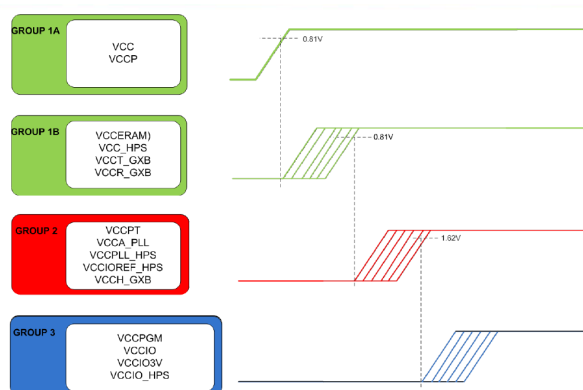 GROUP 1A
VCC
VCCP
0.81V
GROUP 1B
VCCERAM)
VCC_HPS
VCCT_GXB
VCCR_GXB
0.81V
GROUP 2
VCCPT
VCCA_PLL
VCCPLL_HPS
VCCIOREF_HPS
VCCH_GXB
1.62V
GROUP 3
VCCPGM
VCCIO
VCCIO3V
VCCIO_HPS